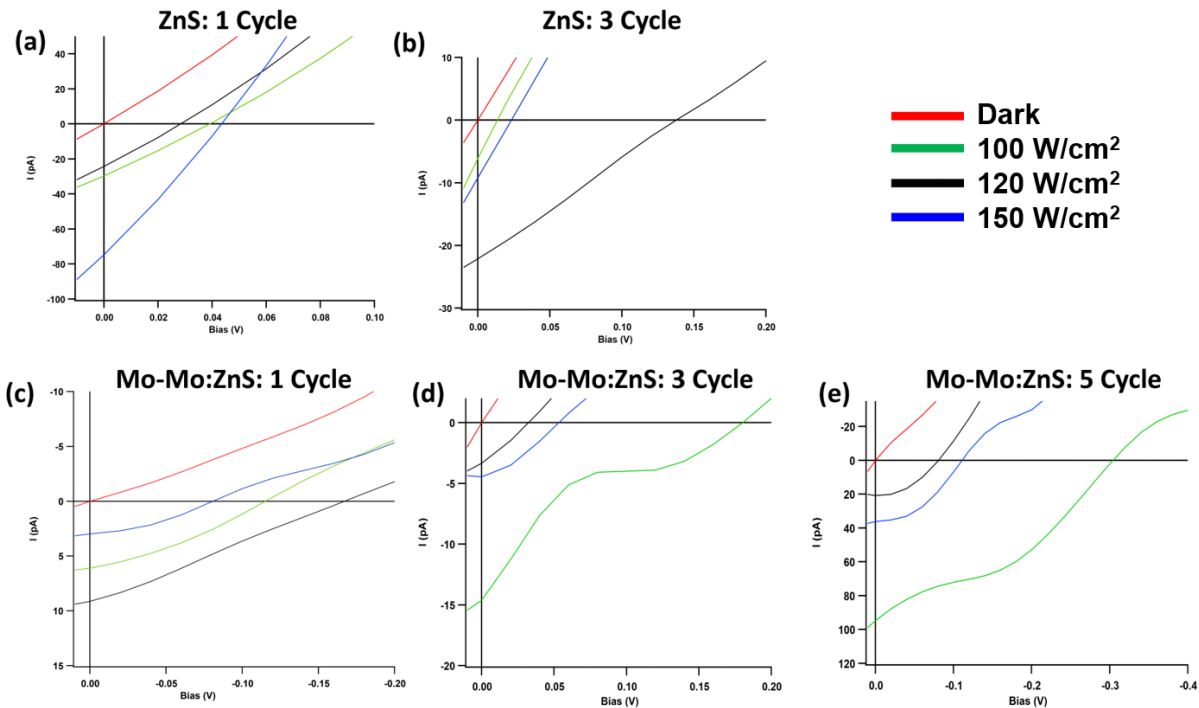 ZnS: 1 Cycle
(a)
40
20
0
-20
-40
-60
-80
-100
I (pA)
0.00 0.02 0.04 0.06 0.08 0.10
Bias (V)
ZnS: 3 Cycle
(b)
10
0
-10
-20
-30
I (pA)
0.00 0.05 0.10 0.15 0.20
Bias (V)
Dark
100 W/cm²
120 W/cm²
150 W/cm²
Mo-Mo:ZnS: 1 Cycle
(c)
-10
-5
0
5
10
15
I (pA)
0.00 -0.05 -0.10 -0.15 -0.20
Bias (V)
Mo-Mo:ZnS: 3 Cycle
(d)
0
-5
-10
-15
-20
I (pA)
0.00 0.05 0.10 0.15 0.20
Bias (V)
Mo-Mo:ZnS: 5 Cycle
(e)
-20
0
20
40
60
80
100
120
I (pA)
0.0 -0.1 -0.2 -0.3 -0.4
Bias (V)